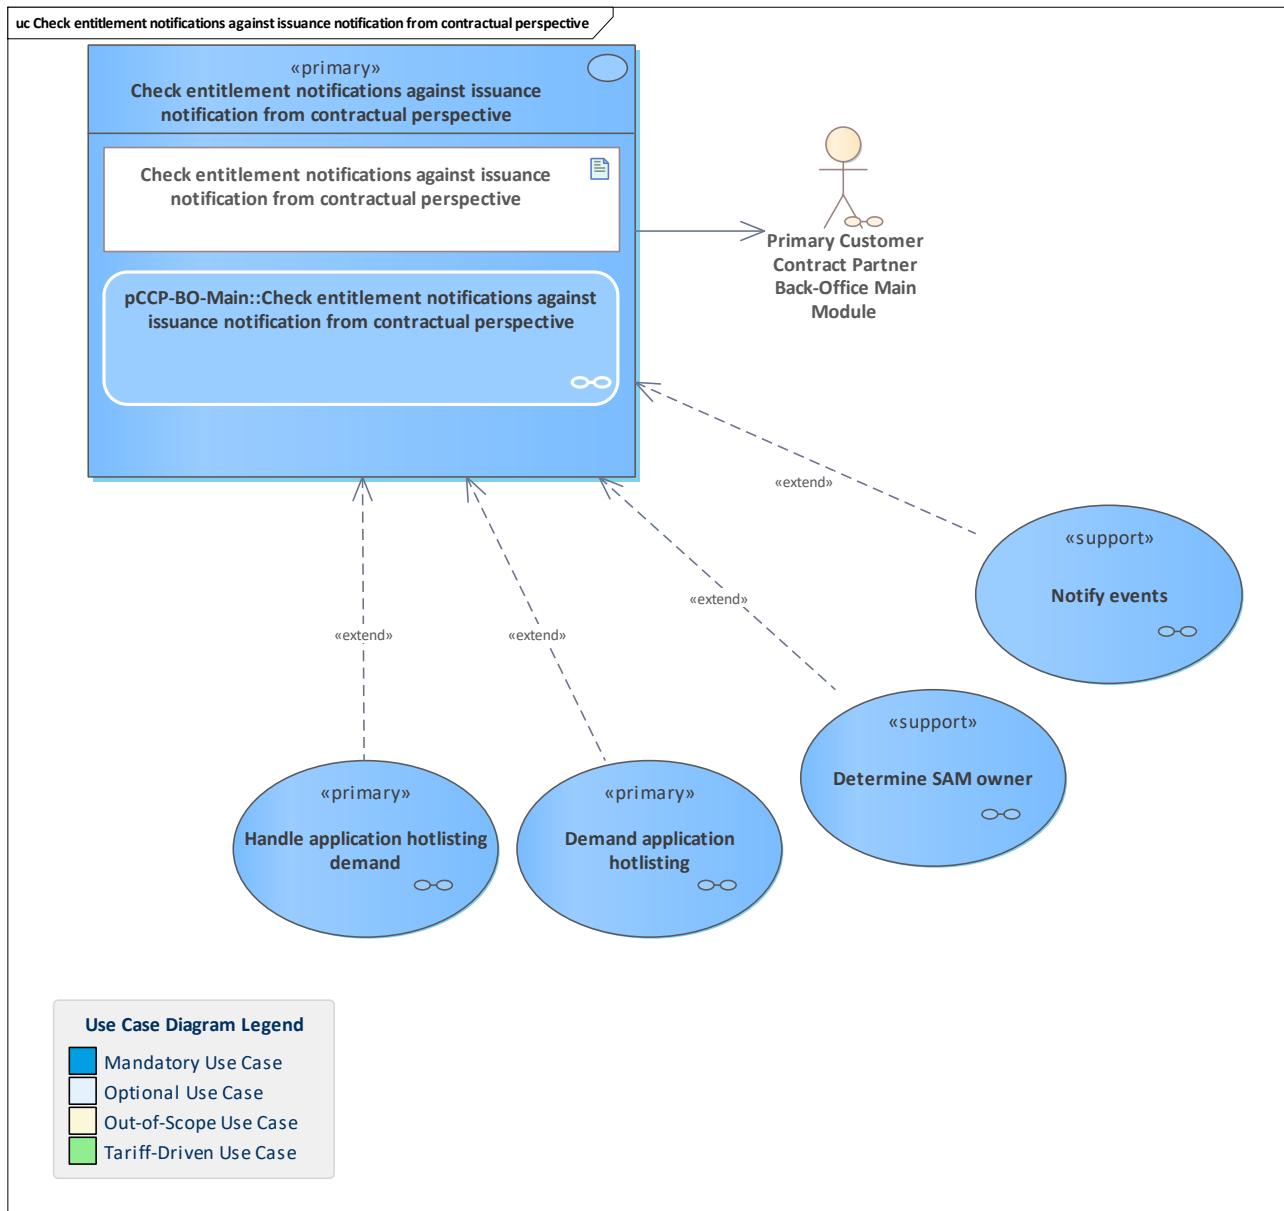 uc Check entitlement notifications against issuance notification from contractual perspective
«primary»
Check entitlement notifications against issuance
notification from contractual perspective
Check entitlement notifications against issuance
notification from contractual perspective
pCCP-BO-Main::Check entitlement notifications against
issuance notification from contractual perspective
Primary Customer
Contract Partner
Back-Office Main
Module
«extend»
«extend»
«extend»
«extend»
«support»
Notify events
«support»
Determine SAM owner
«primary»
Handle application hotlisting
demand
«primary»
Demand application
hotlisting
Use Case Diagram Legend
Mandatory Use Case
Optional Use Case
Out-of-Scope Use Case
Tariff-Driven Use Case